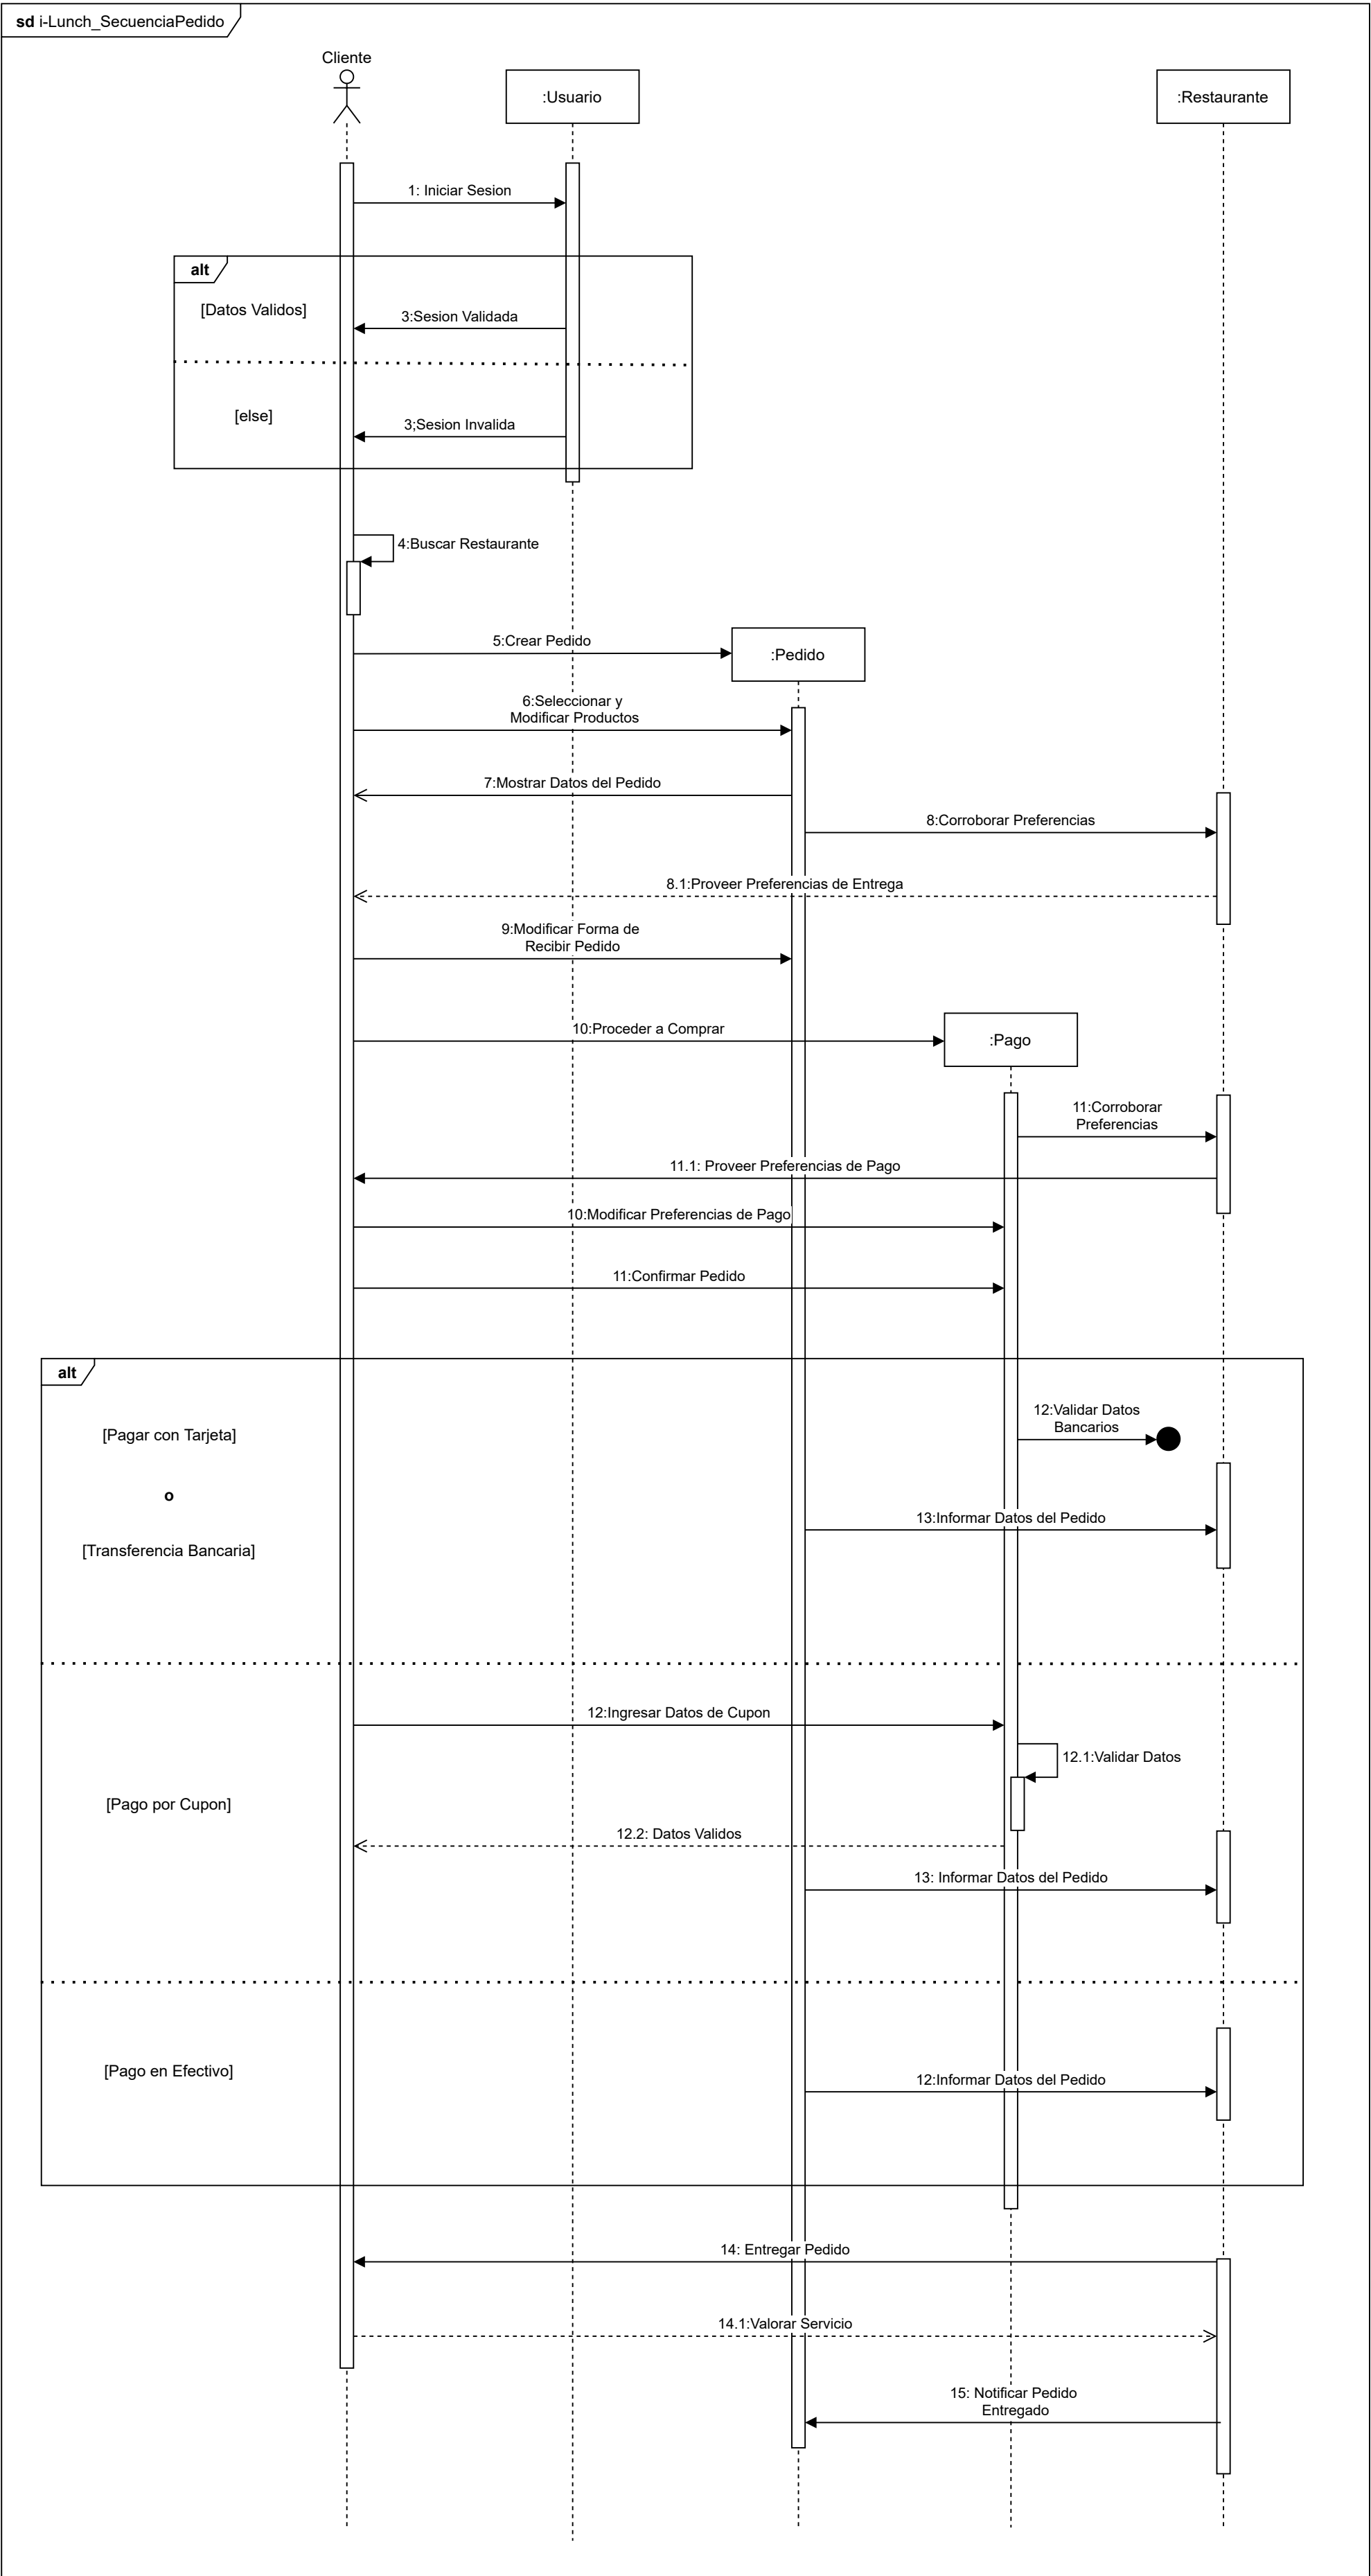 sd i-Lunch_SecuenciaPedido
Cliente
:Usuario
:Restaurante
1: Iniciar Sesion
alt
[Datos Validos]
3:Sesion Validada
[else]
3;Sesion Invalida
4:Buscar Restaurante
5:Crear Pedido
:Pedido
6:Seleccionar y
Modificar Productos
7:Mostrar Datos del Pedido
8:Corroborar Preferencias
8.1:Proveer Preferencias de Entrega
9:Modificar Forma de
Recibir Pedido
10:Proceder a Comprar
:Pago
11:Corroborar
Preferencias
11.1: Proveer Preferencias de Pago
10:Modificar Preferencias de Pago
11:Confirmar Pedido
alt
12:Validar Datos
Bancarios
[Pagar con Tarjeta]
o
13:Informar Datos del Pedido
[Transferencia Bancaria]
12:Ingresar Datos de Cupon
12.1:Validar Datos
[Pago por Cupon]
12.2: Datos Validos
13: Informar Datos del Pedido
[Pago en Efectivo]
12:Informar Datos del Pedido
14: Entregar Pedido
14.1:Valorar Servicio
15: Notificar Pedido
Entregado